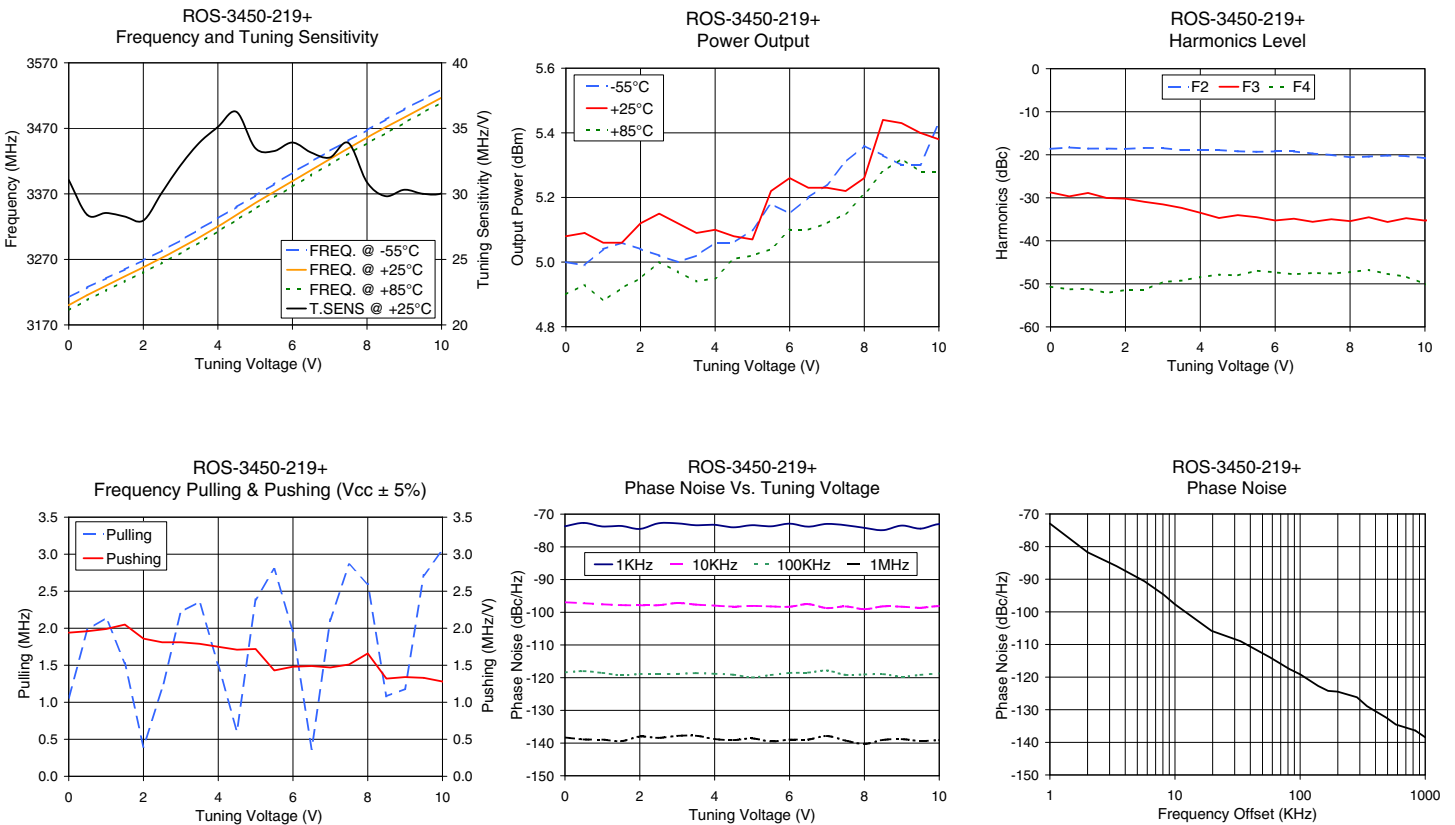 ROS-3450-219+
Frequency and Tuning Sensitivity
3570
3470
3370
3270
3170
Frequency (MHz)
40
35
30
25
20
Tuning Sensitivity (MHz/V)
FREQ. @ -55°C
FREQ. @ +25°C
FREQ. @ +85°C
T.SENS @ +25°C
0 2 4 6 8 10
Tuning Voltage (V)
ROS-3450-219+
Power Output
5.6
5.4
5.2
5.0
4.8
Output Power (dBm)
-55°C
+25°C
+85°C
0 2 4 6 8 10
Tuning Voltage (V)
ROS-3450-219+
Harmonics Level
0
-10
-20
-30
-40
-50
-60
Harmonics (dBc)
F2 F3 F4
0 2 4 6 8 10
Tuning Voltage (V)
ROS-3450-219+
Frequency Pulling & Pushing (Vcc ± 5%)
3.5
3.0
2.5
2.0
1.5
1.0
0.5
0.0
Pulling (MHz)
Pulling
Pushing
3.5
3.0
2.5
2.0
1.5
1.0
0.5
0.0
Pushing (MHz/V)
0 2 4 6 8 10
Tuning Voltage (V)
ROS-3450-219+
Phase Noise Vs. Tuning Voltage
-70
-80
-90
-100
-110
-120
-130
-140
-150
Phase Noise (dBc/Hz)
1KHz 10KHz 100KHz 1MHz
0 2 4 6 8 10
Tuning Voltage (V)
ROS-3450-219+
Phase Noise
-70
-80
-90
-100
-110
-120
-130
-140
-150
Phase Noise (dBc/Hz)
1 10 100 1000
Frequency Offset (KHz)